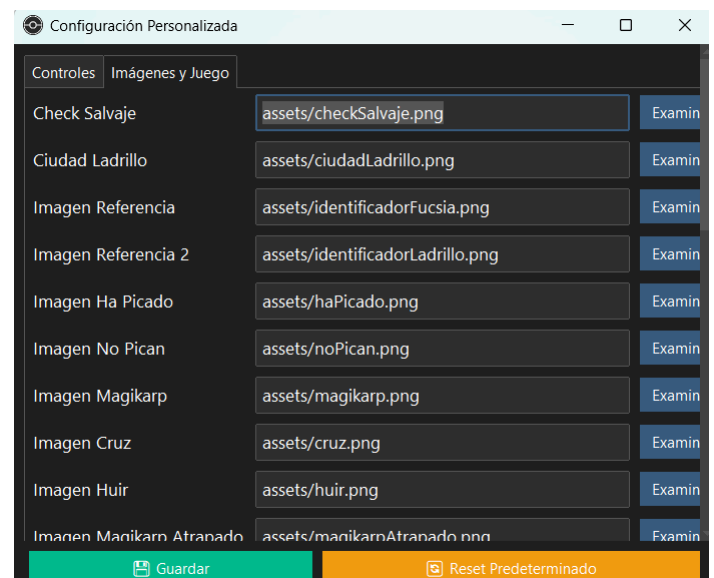 Configuración Personalizada
Controles Imágenes y Juego
Check Salvaje assets/checkSalvaje.png Examin
Ciudad Ladrillo assets/ciudadLadrillo.png Examin
Imagen Referencia assets/identificadorFucsia.png Examin
Imagen Referencia 2 assets/identificadorLadrillo.png Examin
Imagen Ha Picado assets/haPicado.png Examin
Imagen No Pican assets/noPican.png Examin
Imagen Magikarp assets/magikarp.png Examin
Imagen Cruz assets/cruz.png Examin
Imagen Huir assets/huir.png Examin
Imagen Magikarp Atrapado assets/magikarpAtrapado.png Examin
Guardar Reset Predeterminado